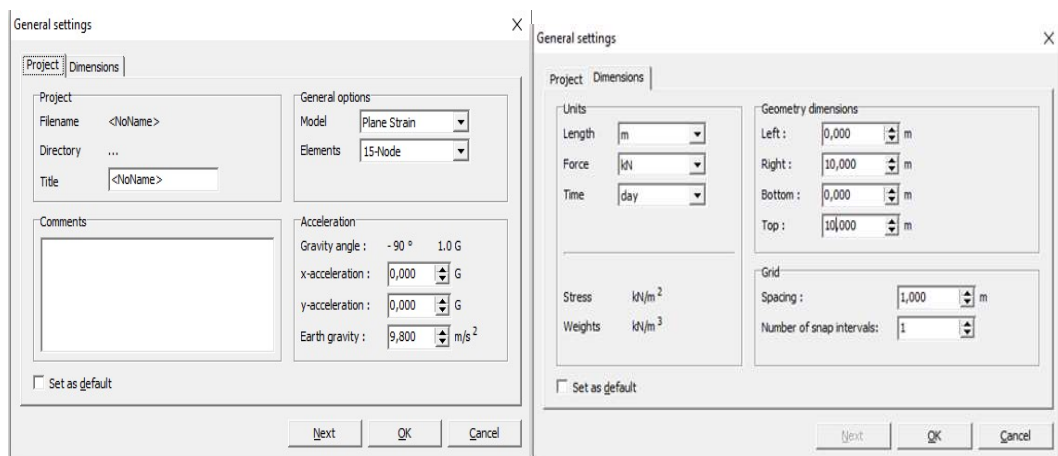 General settings X
Project Dimensions
Project
Filename <NoName>
Directory ...
Title <NoName>
General options
Model Plane Strain
Elements 15-Node
Comments
Acceleration
Gravity angle : - 90 ° 1.0 G
x-acceleration : 0,000 G
y-acceleration : 0,000 G
Earth gravity : 9,800 m/s²
Set as default
Next OK Cancel
General settings X
Project Dimensions
Units
Length m
Force kN
Time day
Stress kN/m²
Weights kN/m³
Geometry dimensions
Left : 0,000 m
Right : 10,000 m
Bottom : 0,000 m
Top : 10,000 m
Grid
Spacing : 1,000 m
Number of snap intervals: 1
Set as default
Next OK Cancel